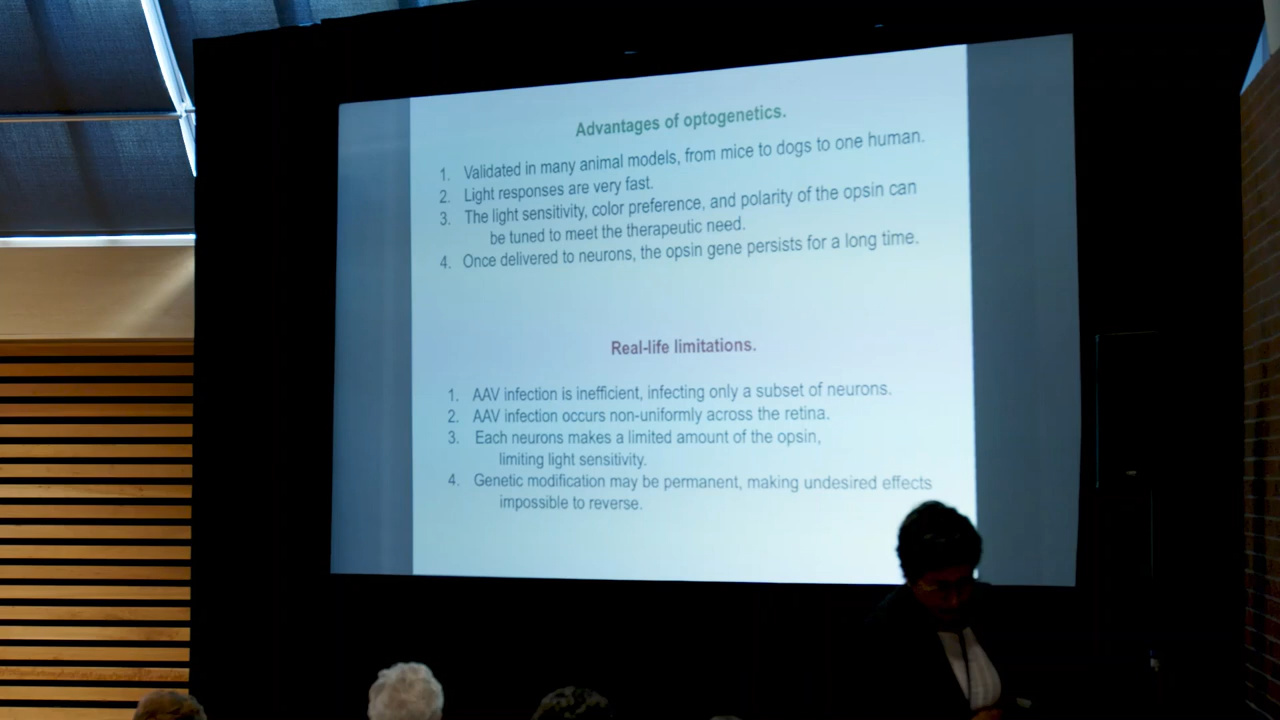 Advantages of optogenetics.
1. Validated in many animal models, from mice to dogs to one human.
2. Light responses are very fast.
3. The light sensitivity, color preference, and polarity of the opsin can
be tuned to meet the therapeutic need.
4. Once delivered to neurons, the opsin gene persists for a long time.
Real-life limitations.
1. AAV infection is inefficient, infecting only a subset of neurons.
2. AAV infection occurs non-uniformly across the retina.
3. Each neurons makes a limited amount of the opsin,
limiting light sensitivity.
4. Genetic modification may be permanent, making undesired effects
impossible to reverse.